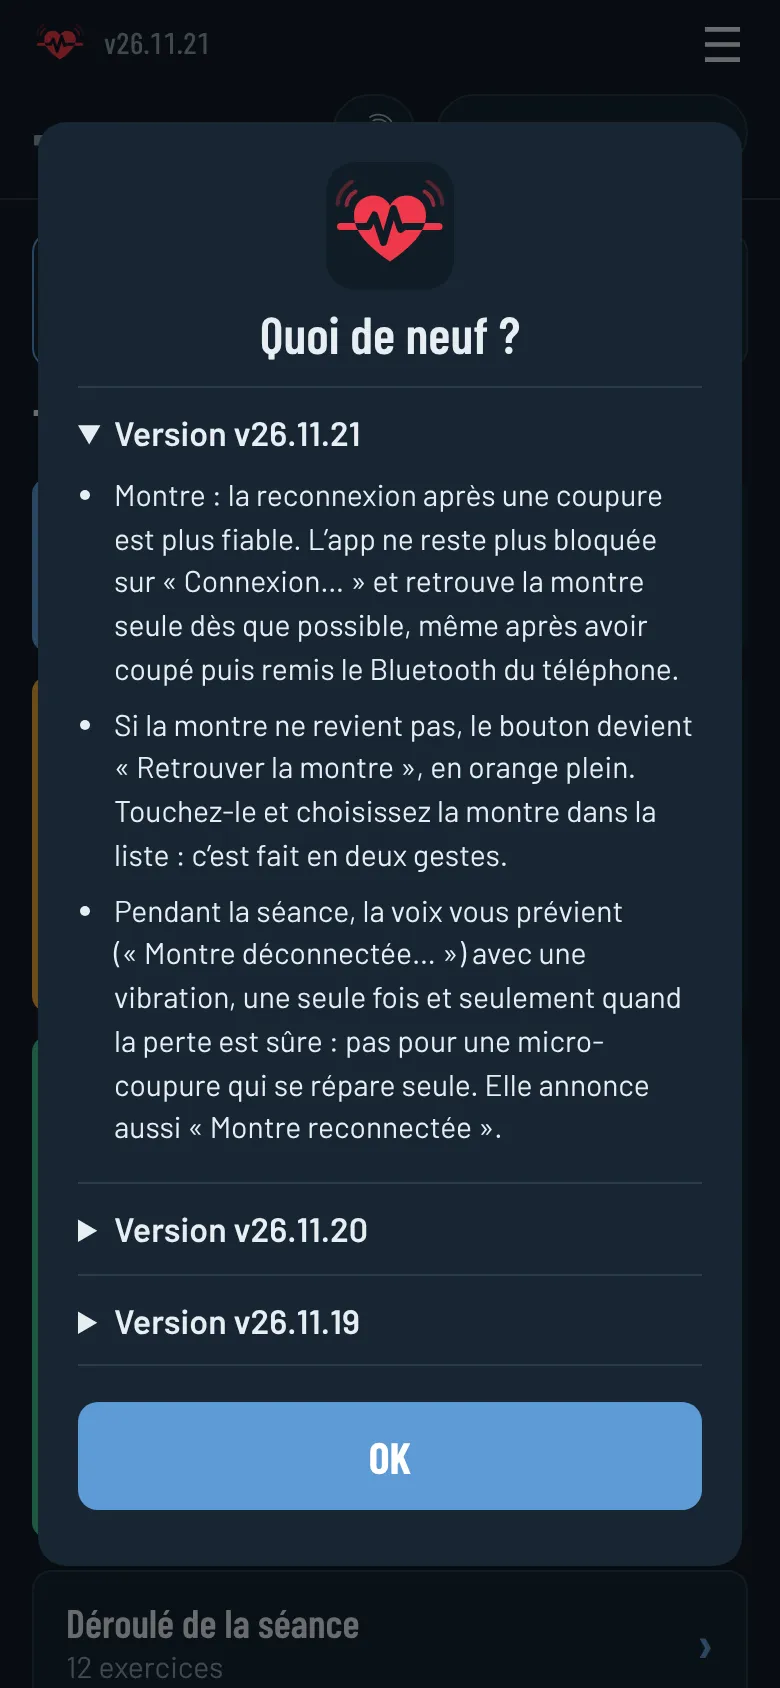 v26.11.21
Quoi de neuf ?
Version v26.11.21
Montre : la reconnexion après une coupure
est plus fiable. L’app ne reste plus bloquée
sur « Connexion… » et retrouve la montre
seule dès que possible, même après avoir
coupé puis remis le Bluetooth du téléphone.
Si la montre ne revient pas, le bouton devient
« Retrouver la montre », en orange plein.
Touchez-le et choisissez la montre dans la
liste : c’est fait en deux gestes.
Pendant la séance, la voix vous prévient
(« Montre déconnectée… ») avec une
vibration, une seule fois et seulement quand
la perte est sûre : pas pour une micro-
coupure qui se répare seule. Elle annonce
aussi « Montre reconnectée ».
Version v26.11.20
Version v26.11.19
OK
Déroulé de la séance
12 exercices